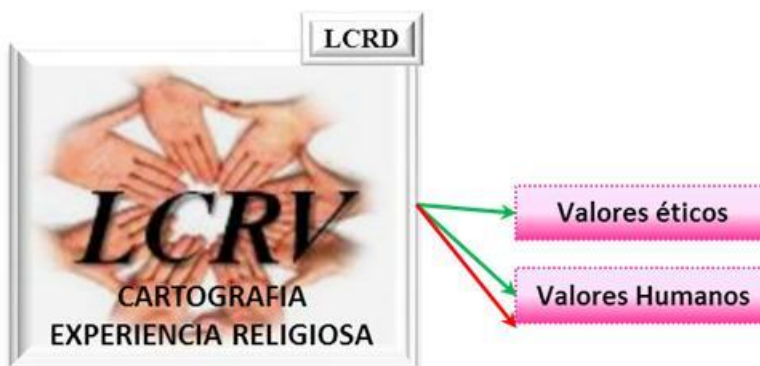 LCRD
LCRV
CARTOGRAFIA
EXPERIENCIA RELIGIOSA
Valores éticos
Valores Humanos